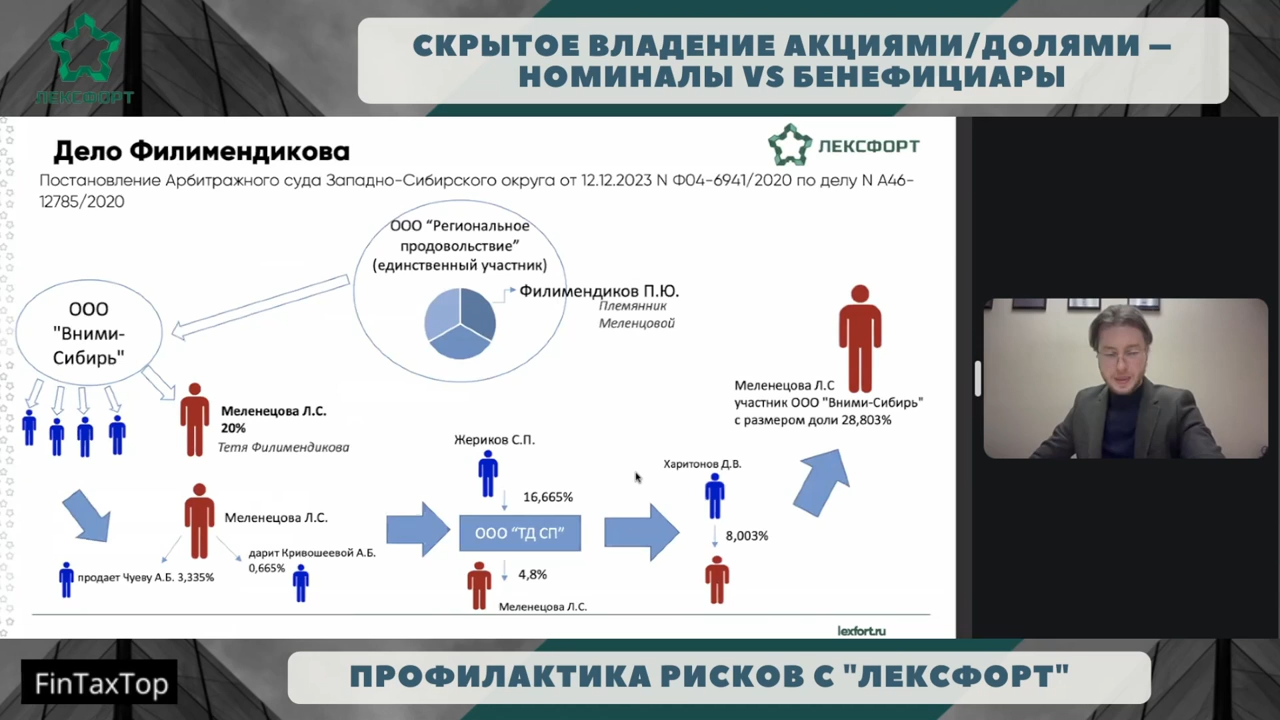 ЛЕКСФОРТ
СКРЫТОЕ ВЛАДЕНИЕ АКЦИЯМИ/ДОЛЯМИ –
НОМИНАЛЫ VS БЕНЕФИЦИАРЫ
Дело Филимендикова
ЛЕКСФОРТ
Постановление Арбитражного суда Западно-Сибирского округа от 12.12.2023 N Ф04-6941/2020 по делу N А46-
12785/2020
ООО “Региональное
продовольствие”
(единственный участник)
Филимендиков П.Ю.
Племянник
Меленцовой
ООО
"Вними-
Сибирь"
Меленецова Л.С.
20%
Тетя Филимендикова
Меленецова Л.С
участник ООО "Вними-Сибирь"
с размером доли 28,803%
Жериков С.П.
16,665%
ООО “ТД СП”
4,8%
Меленецова Л.С.
Харитонов Д.В.
8,003%
Меленецова Л.С.
дарит Кривошеевой А.Б.
0,665%
продает Чуеву А.Б. 3,335%
lexfort.ru
FinTaxTop
ПРОФИЛАКТИКА РИСКОВ С "ЛЕКСФОРТ"